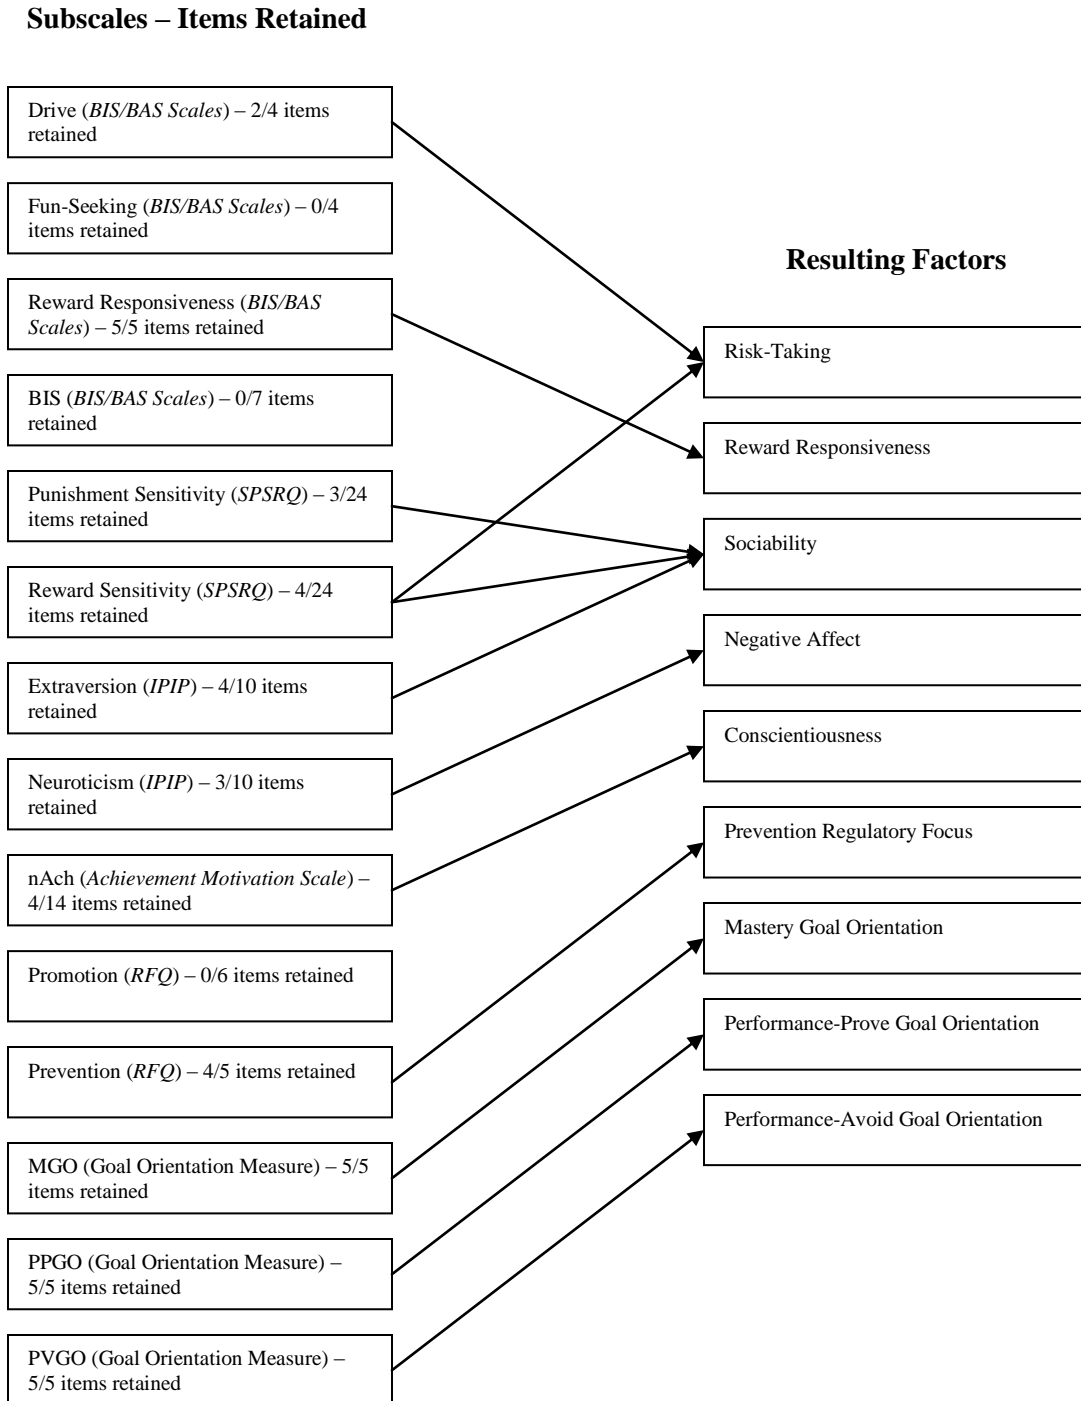 Subscales – Items Retained
Drive (BIS/BAS Scales) – 2/4 items
retained
Fun-Seeking (BIS/BAS Scales) – 0/4
items retained
Reward Responsiveness (BIS/BAS
Scales) – 5/5 items retained
BIS (BIS/BAS Scales) – 0/7 items
retained
Punishment Sensitivity (SPSRQ) – 3/24
items retained
Reward Sensitivity (SPSRQ) – 4/24
items retained
Extraversion (IPIP) – 4/10 items
retained
Neuroticism (IPIP) – 3/10 items
retained
nAch (Achievement Motivation Scale) –
4/14 items retained
Promotion (RFQ) – 0/6 items retained
Prevention (RFQ) – 4/5 items retained
MGO (Goal Orientation Measure) – 5/5
items retained
PPGO (Goal Orientation Measure) –
5/5 items retained
PVGO (Goal Orientation Measure) –
5/5 items retained
Resulting Factors
Risk-Taking
Reward Responsiveness
Sociability
Negative Affect
Conscientiousness
Prevention Regulatory Focus
Mastery Goal Orientation
Performance-Prove Goal Orientation
Performance-Avoid Goal Orientation